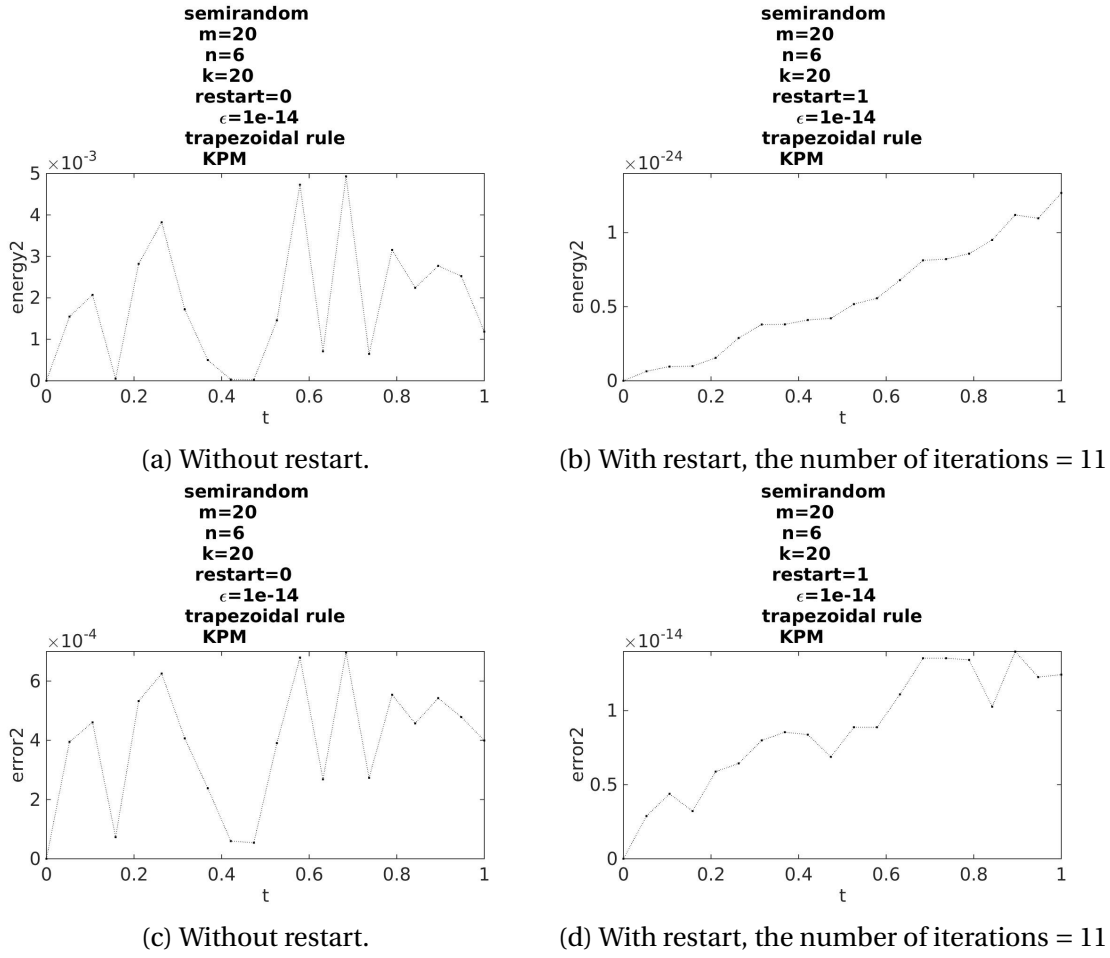 semirandom
m=20
n=6
k=20
restart=0
ϵ=1e-14
trapezoidal rule
KPM
×10-3
5
4
3
2
1
0
energy2
0 0.2 0.4 0.6 0.8 1
t
(a) Without restart.
semirandom
m=20
n=6
k=20
restart=1
ϵ=1e-14
trapezoidal rule
KPM
×10-24
1
0.5
0
energy2
0 0.2 0.4 0.6 0.8 1
t
(b) With restart, the number of iterations = 11
semirandom
m=20
n=6
k=20
restart=0
ϵ=1e-14
trapezoidal rule
KPM
×10-4
6
4
2
0
error2
0 0.2 0.4 0.6 0.8 1
t
(c) Without restart.
semirandom
m=20
n=6
k=20
restart=1
ϵ=1e-14
trapezoidal rule
KPM
×10-14
1
0.5
0
error2
0 0.2 0.4 0.6 0.8 1
t
(d) With restart, the number of iterations = 11